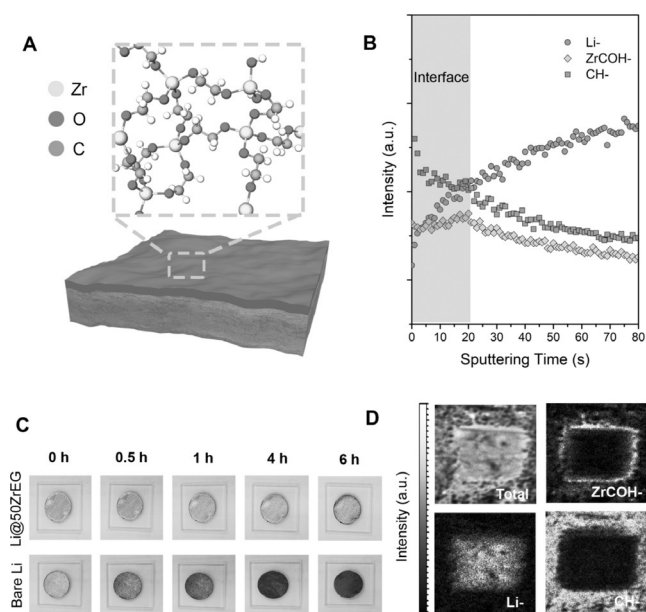 A
Zr
O
C
B
Intensity (a.u.)
Interface
Li-
ZrCOH-
CH-
0 10 20 30 40 50 60 70 80
Sputtering Time (s)
C
0 h 0.5 h 1 h 4 h 6 h
Li@50ZrEG
Bare Li
D
Intensity (a.u.)
Total
ZrCOH-
Li-
CH-